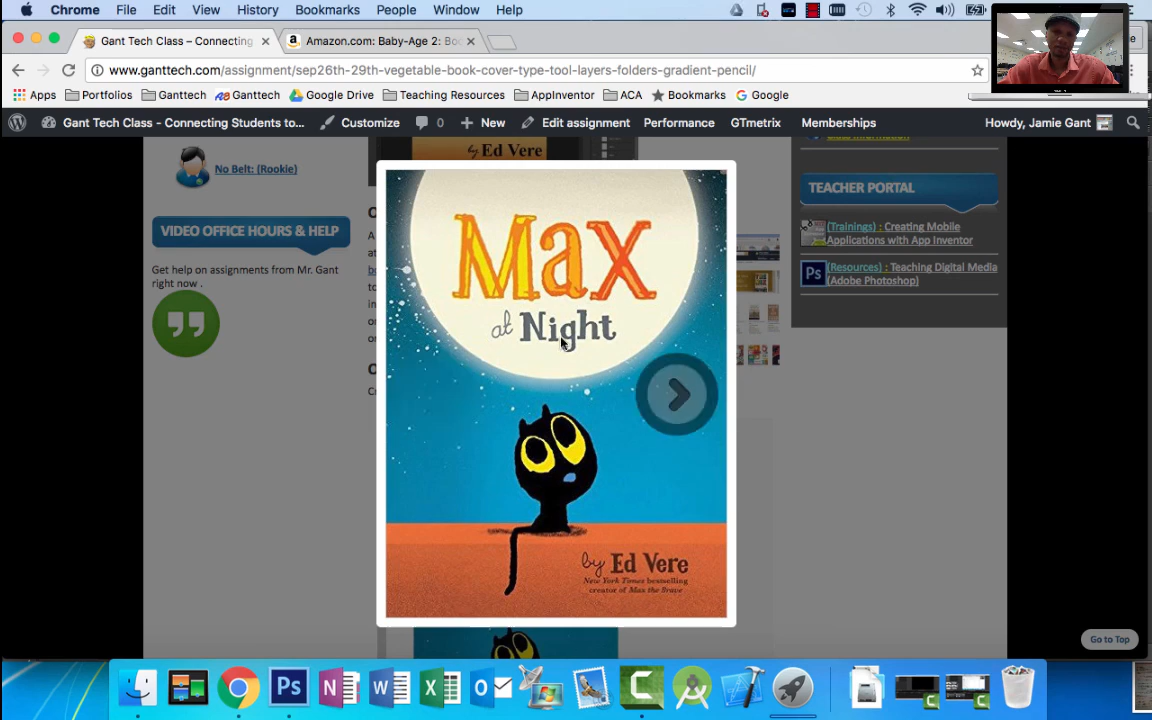 Chrome File Edit View History Bookmarks People Window Help
Gant Tech Class – Connecting
Amazon.com: Baby-Age 2: Boo
www.ganttech.com/assignment/sep26th-29th-vegetable-book-cover-type-tool-layers-folders-gradient-pencil/
Apps Portfolios Ganttech Ganttech Google Drive Teaching Resources AppInventor ACA Bookmarks Google
Gant Tech Class – Connecting Students to... Customize 0 New Edit assignment Performance GTmetrix Memberships Howdy, Jamie Gant
by Ed Vere
No Belt: (Rookie)
VIDEO OFFICE HOURS & HELP
Get help on assignments from Mr. Gant
right now .
Max
at Night
by Ed Vere
New York Times bestselling
creator of Max the Brave
TEACHER PORTAL
(Trainings) : Creating Mobile
Applications with App Inventor
Ps
(Resources) : Teaching Digital Media
(Adobe Photoshop)
Go to Top
Ps